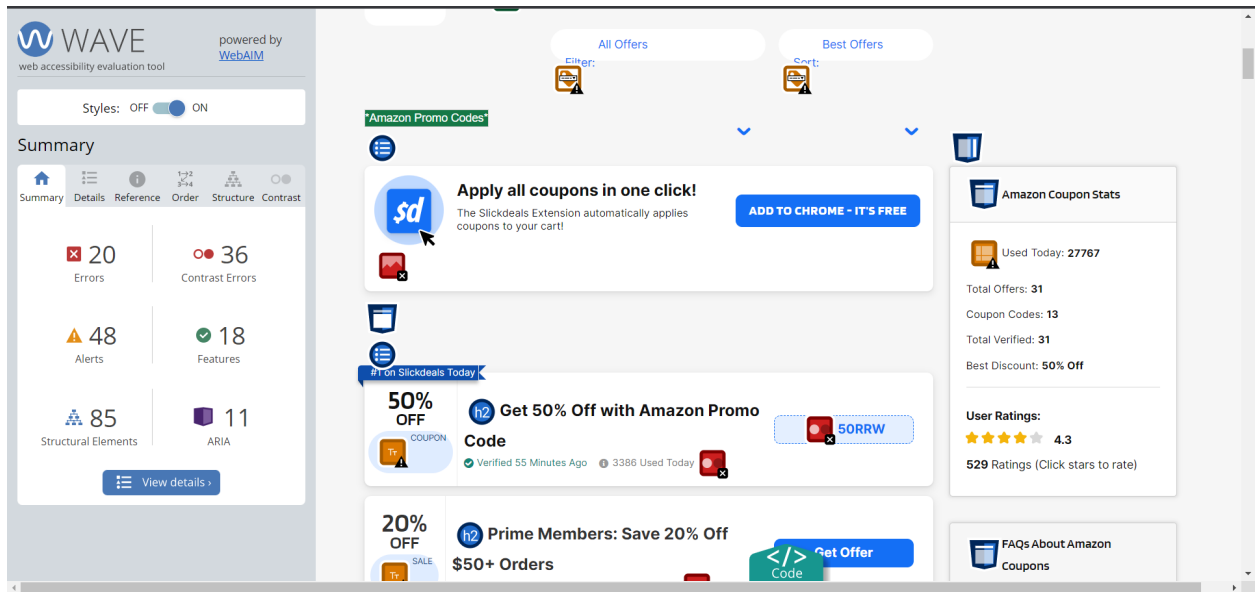 WAVE
powered by
WebAIM
web accessibility evaluation tool
Styles: OFF ON
Summary
Summary Details Reference Order Structure Contrast
20
Errors
36
Contrast Errors
48
Alerts
18
Features
85
Structural Elements
11
ARIA
View details ›
All Offers
Filter:
Best Offers
Sort:
*Amazon Promo Codes*
$d
Apply all coupons in one click!
The Slickdeals Extension automatically applies
coupons to your cart!
ADD TO CHROME - IT'S FREE
#1 on Slickdeals Today
50%
OFF
COUPON
h2 Get 50% Off with Amazon Promo
Code
Verified 55 Minutes Ago 3386 Used Today
50RRW
20%
OFF
SALE
h2 Prime Members: Save 20% Off
$50+ Orders
Get Offer
</>
Code
Amazon Coupon Stats
Used Today: 27767
Total Offers: 31
Coupon Codes: 13
Total Verified: 31
Best Discount: 50% Off
User Ratings:
4.3
529 Ratings (Click stars to rate)
FAQs About Amazon
Coupons